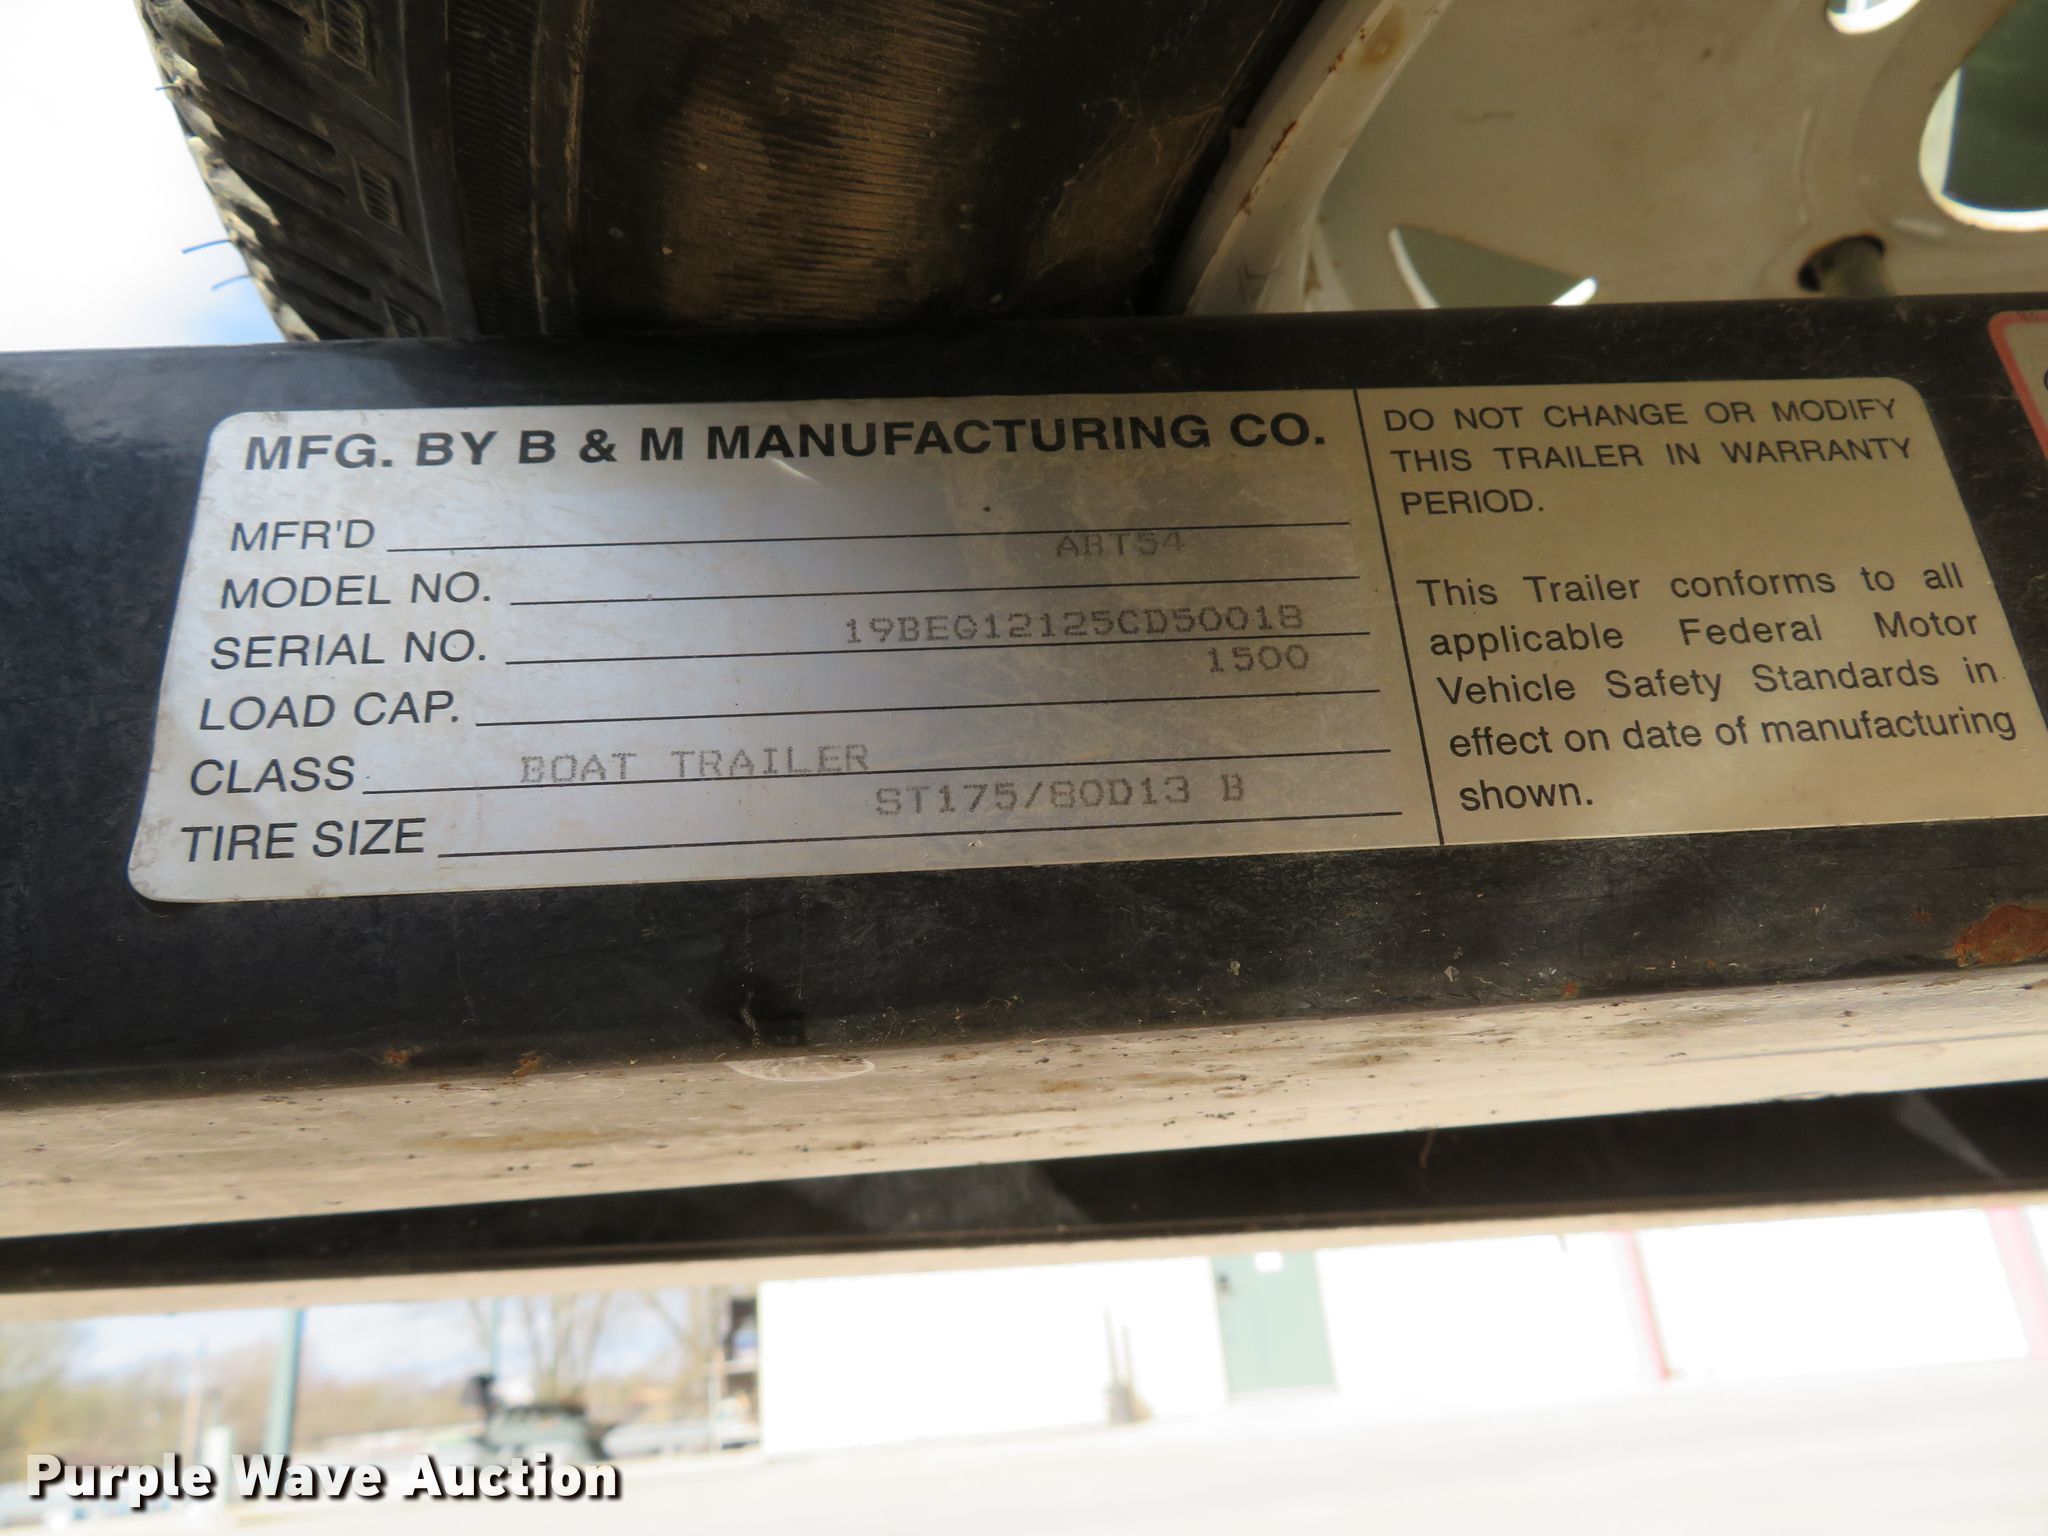 MFG. BY B & M MANUFACTURING CO.
MFR'D
MODEL NO. ABT54
SERIAL NO. 19BEG12125CD50018
LOAD CAP. 1500
CLASS BOAT TRAILER
TIRE SIZE ST175/80D13 B
DO NOT CHANGE OR MODIFY
THIS TRAILER IN WARRANTY
PERIOD.
This Trailer conforms to all
applicable Federal Motor
Vehicle Safety Standards in
effect on date of manufacturing
shown.
Purple Wave Auction